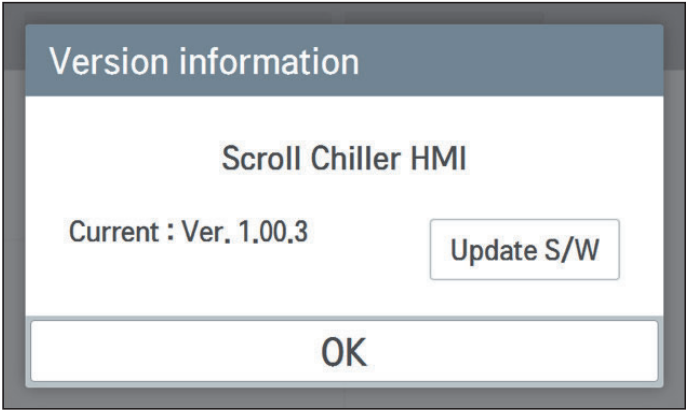 Version information
Scroll Chiller HMI
Current : Ver. 1.00.3
Update S/W
OK